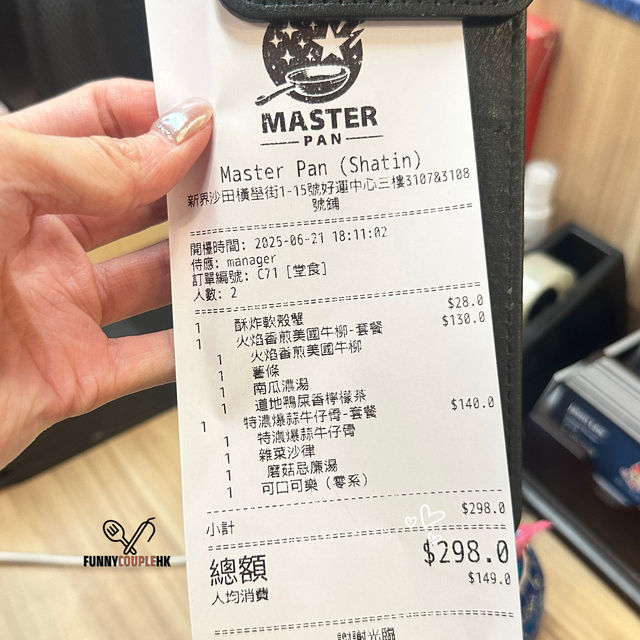 MASTER
PAN
Master Pan (Shatin)
新界沙田橫壆街1-15號好運中心三樓3107&3108
號舖
開檯時間: 2025-06-21 18:11:02
侍應: manager
訂單編號: C71 [堂食]
人數: 2
1 酥炸軟殼蟹 $28.0
1 火焰香煎美國牛柳-套餐 $130.0
1 火焰香煎美國牛柳
1 薯條
1 南瓜濃湯
1 道地鴨屎香檸檬茶
1 特濃爆蒜牛仔骨-套餐 $140.0
1 特濃爆蒜牛仔骨
1 雜菜沙律
1 磨菇忌廉湯
1 可口可樂 (零系)
小計 $298.0
總額 $298.0
人均消費 $149.0
謝謝光臨
FUNNYCOUPLEHK